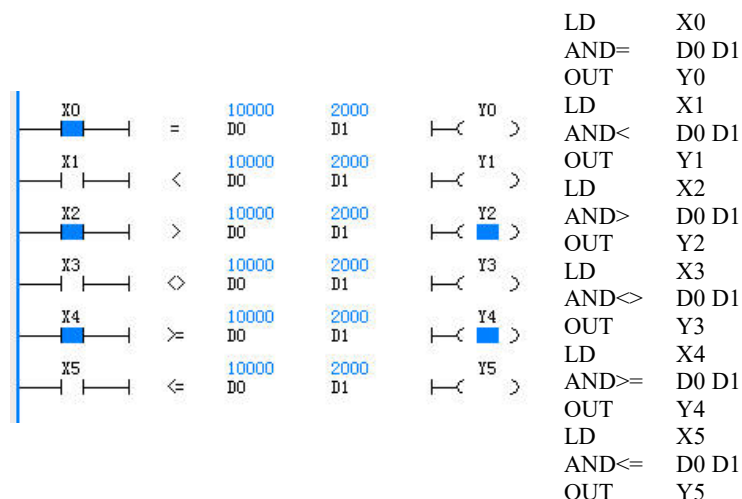 X0 10000 2000 Y0
= D0 D1
X1 10000 2000 Y1
< D0 D1
X2 10000 2000 Y2
> D0 D1
X3 10000 2000 Y3
<> D0 D1
X4 10000 2000 Y4
>= D0 D1
X5 10000 2000 Y5
<= D0 D1
LD X0
AND= D0 D1
OUT Y0
LD X1
AND< D0 D1
OUT Y1
LD X2
AND> D0 D1
OUT Y2
LD X3
AND<> D0 D1
OUT Y3
LD X4
AND>= D0 D1
OUT Y4
LD X5
AND<= D0 D1
OUT Y5